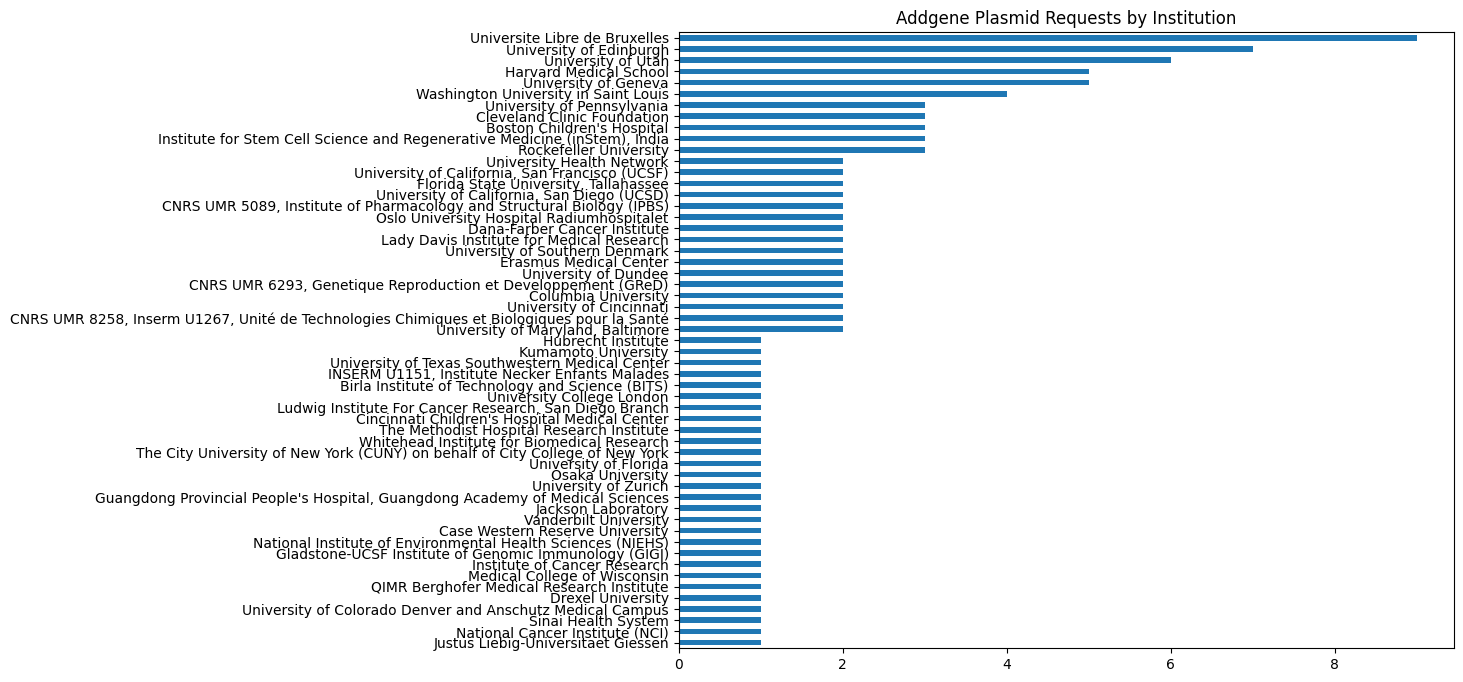 Addgene Plasmid Requests by Institution
Universite Libre de Bruxelles
University of Edinburgh
University of Utah
Harvard Medical School
University of Geneva
Washington University in Saint Louis
University of Pennsylvania
Cleveland Clinic Foundation
Boston Children's Hospital
Institute for Stem Cell Science and Regenerative Medicine (inStem), India
Rockefeller University
University Health Network
University of California, San Francisco (UCSF)
Florida State University, Tallahassee
University of California, San Diego (UCSD)
CNRS UMR 5089, Institute of Pharmacology and Structural Biology (IPBS)
Oslo University Hospital Radiumhospitalet
Dana-Farber Cancer Institute
Lady Davis Institute for Medical Research
University of Southern Denmark
Erasmus Medical Center
University of Dundee
CNRS UMR 6293, Genetique Reproduction et Developpement (GReD)
Columbia University
University of Cincinnati
CNRS UMR 8258, Inserm U1267, Unité de Technologies Chimiques et Biologiques pour la Santé
University of Maryland, Baltimore
Hubrecht Institute
Kumamoto University
University of Texas Southwestern Medical Center
INSERM U1151, Institute Necker Enfants Malades
Birla Institute of Technology and Science (BITS)
University College London
Ludwig Institute For Cancer Research, San Diego Branch
Cincinnati Children's Hospital Medical Center
The Methodist Hospital Research Institute
Whitehead Institute for Biomedical Research
The City University of New York (CUNY) on behalf of City College of New York
University of Florida
Osaka University
University of Zurich
Guangdong Provincial People's Hospital, Guangdong Academy of Medical Sciences
Jackson Laboratory
Vanderbilt University
Case Western Reserve University
National Institute of Environmental Health Sciences (NIEHS)
Gladstone-UCSF Institute of Genomic Immunology (GIGI)
Institute of Cancer Research
Medical College of Wisconsin
QIMR Berghofer Medical Research Institute
Drexel University
University of Colorado Denver and Anschutz Medical Campus
Sinai Health System
National Cancer Institute (NCI)
Justus Liebig-Universitaet Giessen
0 2 4 6 8